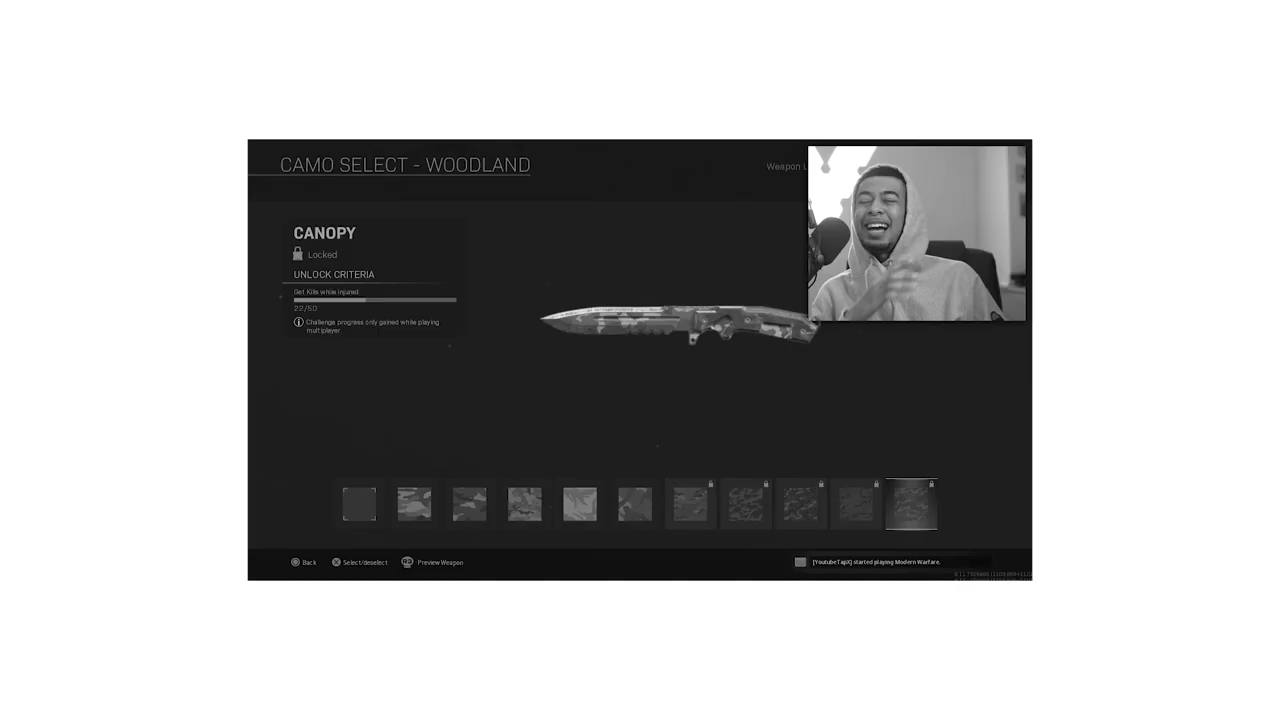 CAMO SELECT - WOODLAND
Weapon L
CANOPY
Locked
UNLOCK CRITERIA
Get Kills while injured
22/50
Challenge progress only gained while playing
multiplayer
Back
Select/deselect
Preview Weapon
[YoutubeTapX] started playing Modern Warfare.